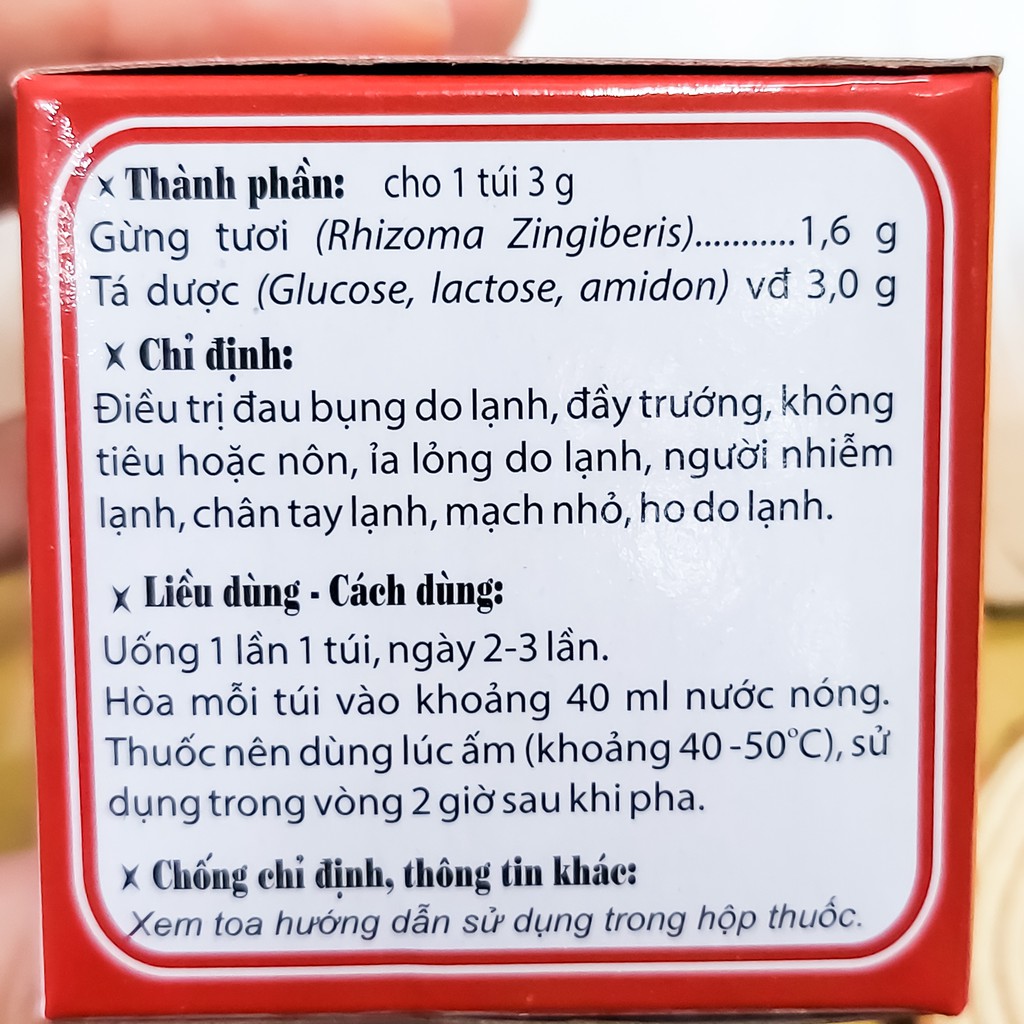 Thành phần: cho 1 túi 3 g
Gừng tươi (Rhizoma Zingiberis)...........1,6 g
Tá dược (Glucose, lactose, amidon) vđ 3,0 g
Chỉ định:
Điều trị đau bụng do lạnh, đầy trướng, không
tiêu hoặc nôn, ỉa lỏng do lạnh, người nhiễm
lạnh, chân tay lạnh, mạch nhỏ, ho do lạnh.
Liều dùng - Cách dùng:
Uống 1 lần 1 túi, ngày 2-3 lần.
Hòa mỗi túi vào khoảng 40 ml nước nóng.
Thuốc nên dùng lúc ấm (khoảng 40 -50°C), sử
dụng trong vòng 2 giờ sau khi pha.
Chống chỉ định, thông tin khác:
Xem toa hướng dẫn sử dụng trong hộp thuốc.